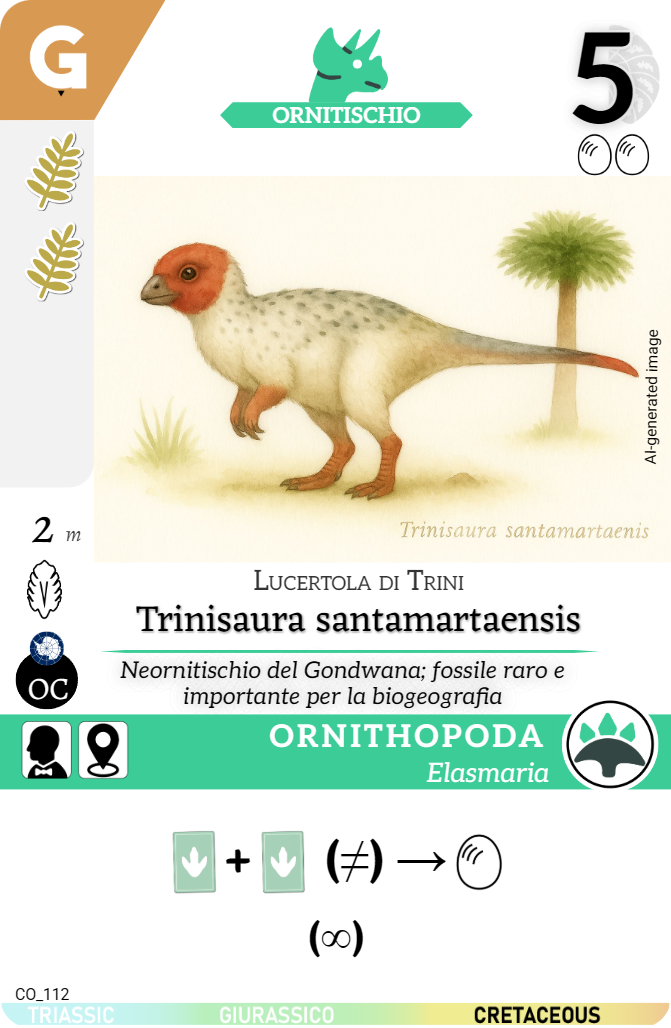 G
ORNITISCHIO
5
AI-generated image
Trinisaura santamartaenis
2 m
OC
Lucertola di Trini
Trinisaura santamartaensis
Neornitischio del Gondwana; fossile raro e
importante per la biogeografia
ORNITHOPODA
Elasmaria
+ (≠) →
(∞)
CO_112
TRIASSIC GIURASSICO CRETACEOUS